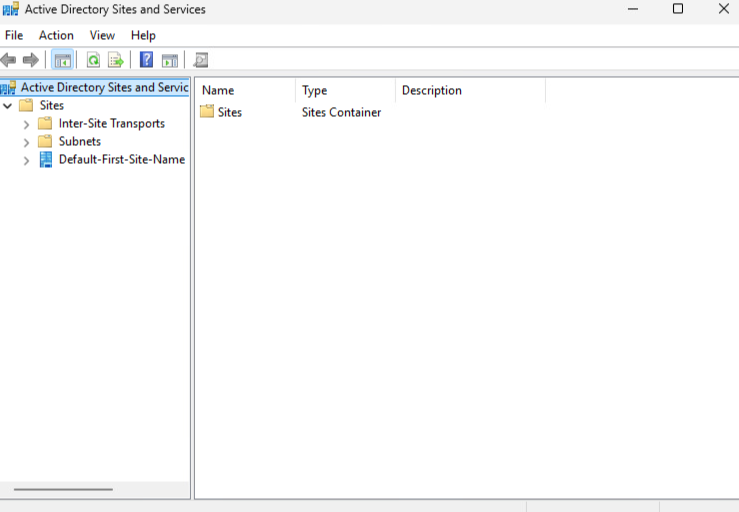 Active Directory Sites and Services
File Action View Help
Active Directory Sites and Servic
Sites
Inter-Site Transports
Subnets
Default-First-Site-Name
Name Type Description
Sites Sites Container